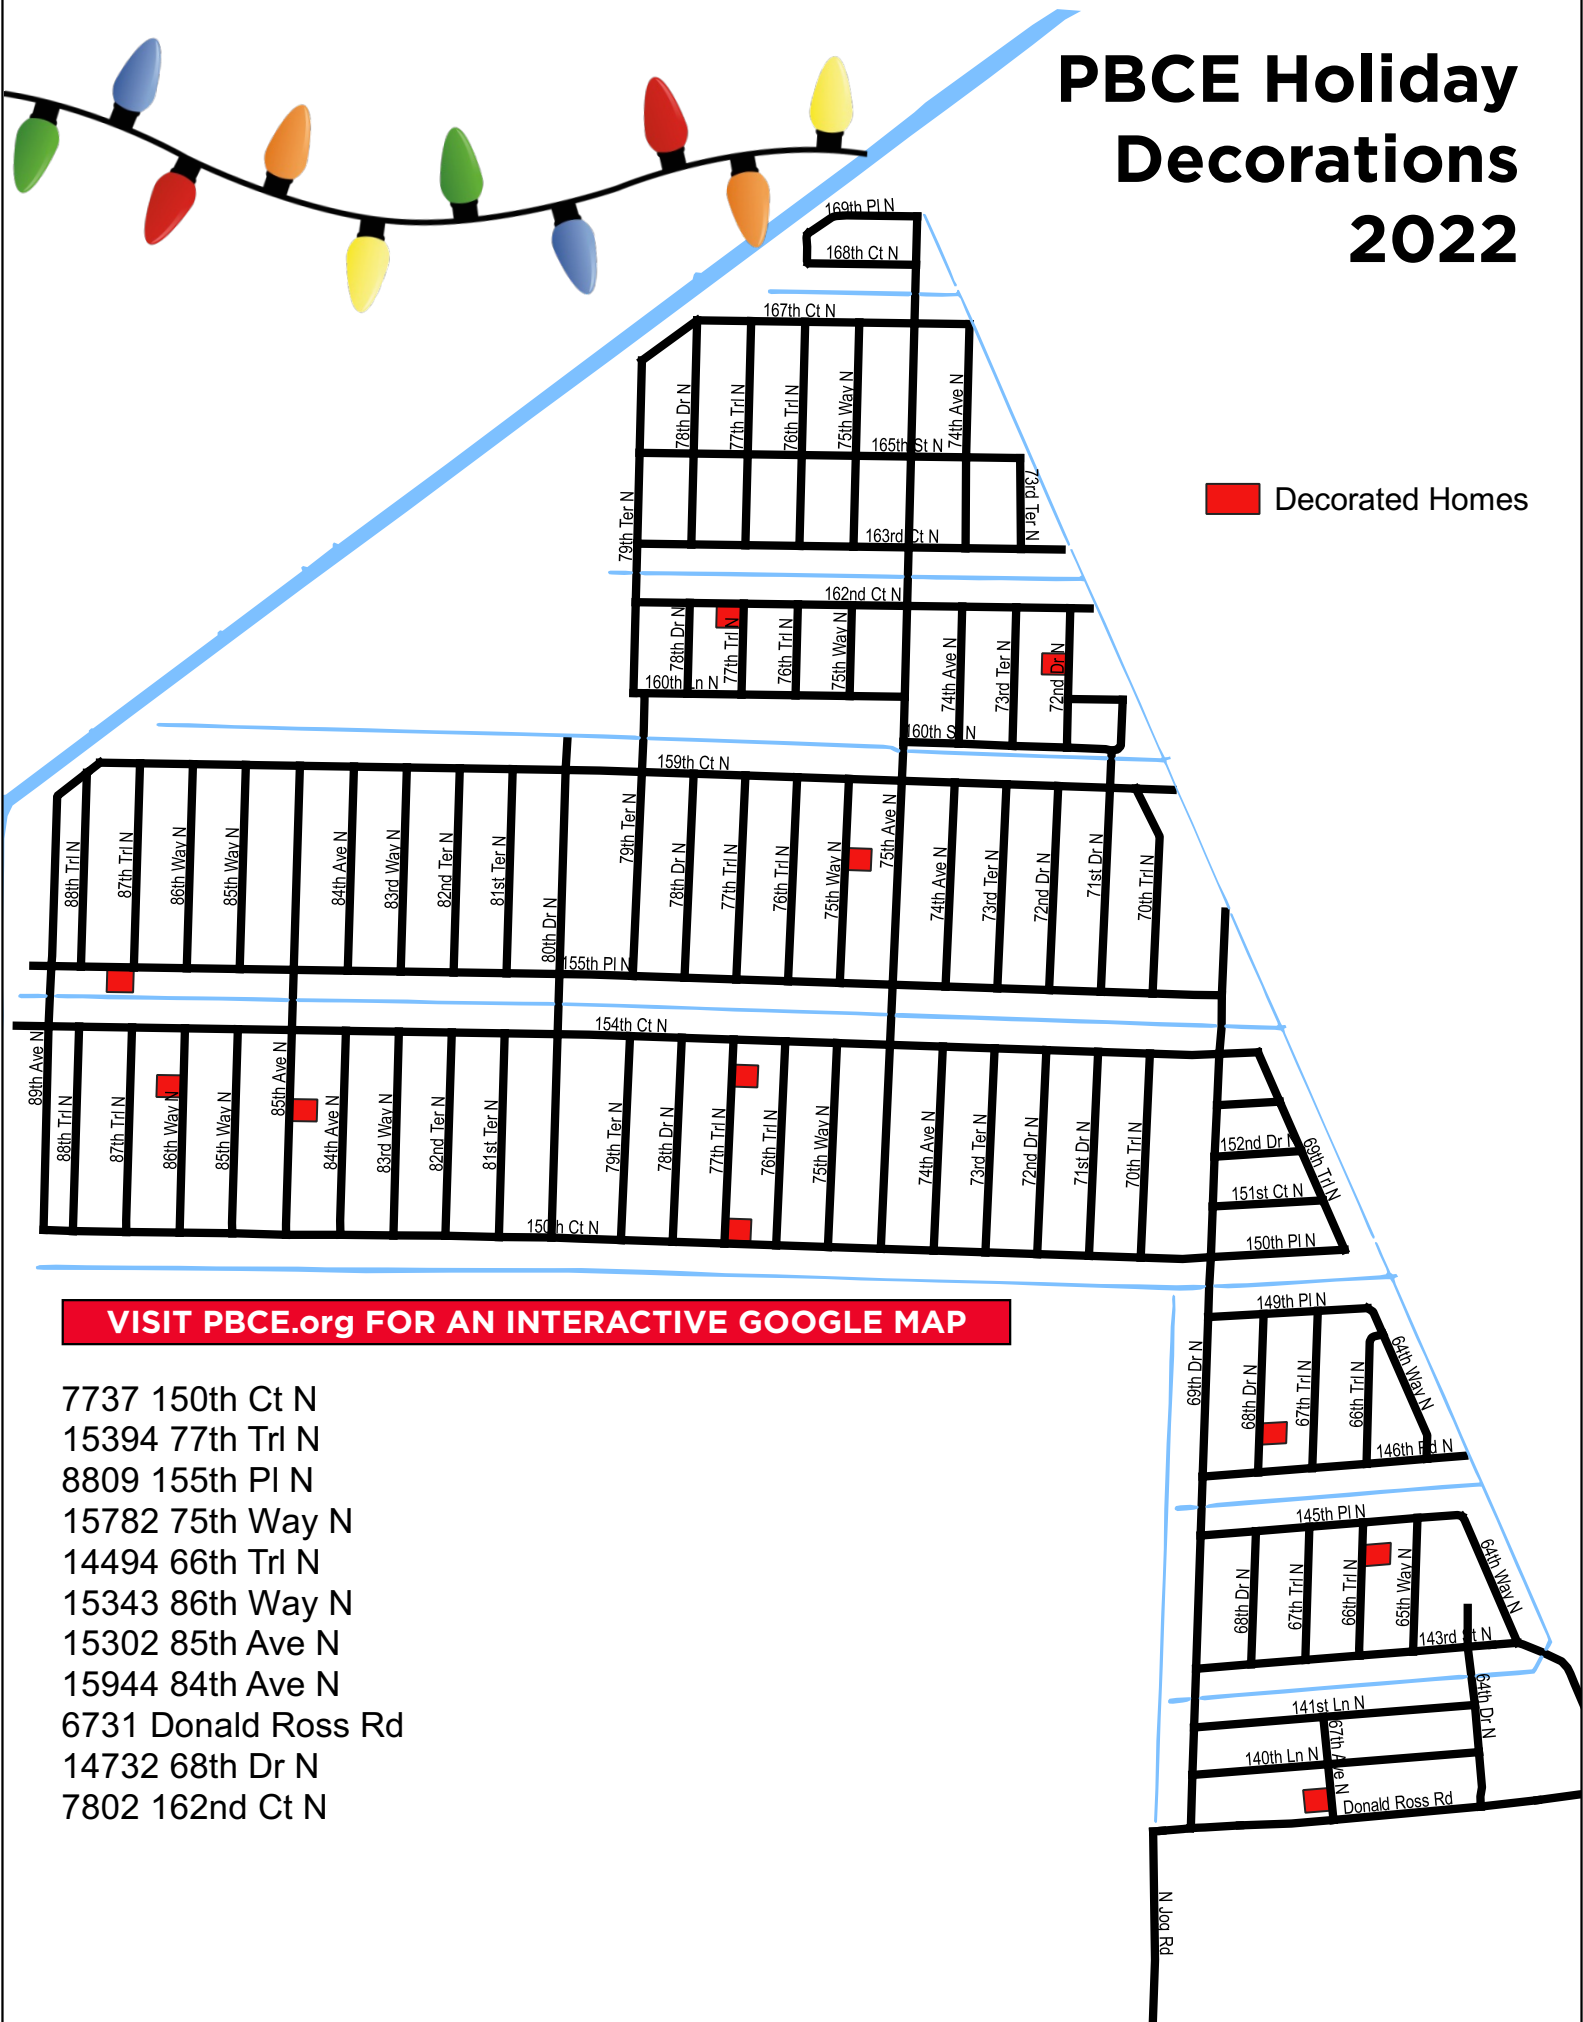 PBCE Holiday
Decorations
2022
169th Pl N
168th Ct N
167th Ct N
78th Dr N
77th Trl N
76th Trl N
75th Way N
74th Ave N
165th St N
73rd Ter N
Decorated Homes
79th Ter N
163rd Ct N
162nd Ct N
78th Dr N
77th Trl N
76th Trl N
75th Way N
74th Ave N
73rd Ter N
72nd Dr N
160th Ln N
160th St N
159th Ct N
88th Trl N
87th Trl N
86th Way N
85th Way N
84th Ave N
83rd Way N
82nd Ter N
81st Ter N
80th Dr N
79th Ter N
78th Dr N
77th Trl N
76th Trl N
75th Way N
75th Ave N
74th Ave N
73rd Ter N
72nd Dr N
71st Dr N
70th Trl N
155th Pl N
154th Ct N
89th Ave N
88th Trl N
87th Trl N
86th Way N
85th Way N
85th Ave N
84th Ave N
83rd Way N
82nd Ter N
81st Ter N
79th Ter N
78th Dr N
77th Trl N
76th Trl N
75th Way N
74th Ave N
73rd Ter N
72nd Dr N
71st Dr N
70th Trl N
152nd Dr N
69th Trl N
151st Ct N
150th Ct N
150th Pl N
149th Pl N
69th Dr N
68th Dr N
67th Trl N
66th Trl N
64th Way N
146th Rd N
145th Pl N
68th Dr N
67th Trl N
66th Trl N
65th Way N
64th Way N
143rd St N
64th Dr N
141st Ln N
140th Ln N
67th Ave N
Donald Ross Rd
N Jog Rd
VISIT PBCE.org FOR AN INTERACTIVE GOOGLE MAP
7737 150th Ct N
15394 77th Trl N
8809 155th Pl N
15782 75th Way N
14494 66th Trl N
15343 86th Way N
15302 85th Ave N
15944 84th Ave N
6731 Donald Ross Rd
14732 68th Dr N
7802 162nd Ct N